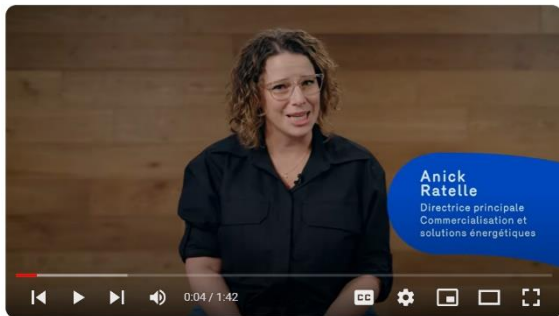 Anick
Ratelle
Directrice principale
Commercialisation et
solutions énergétiques
0:04 / 1:42
CC